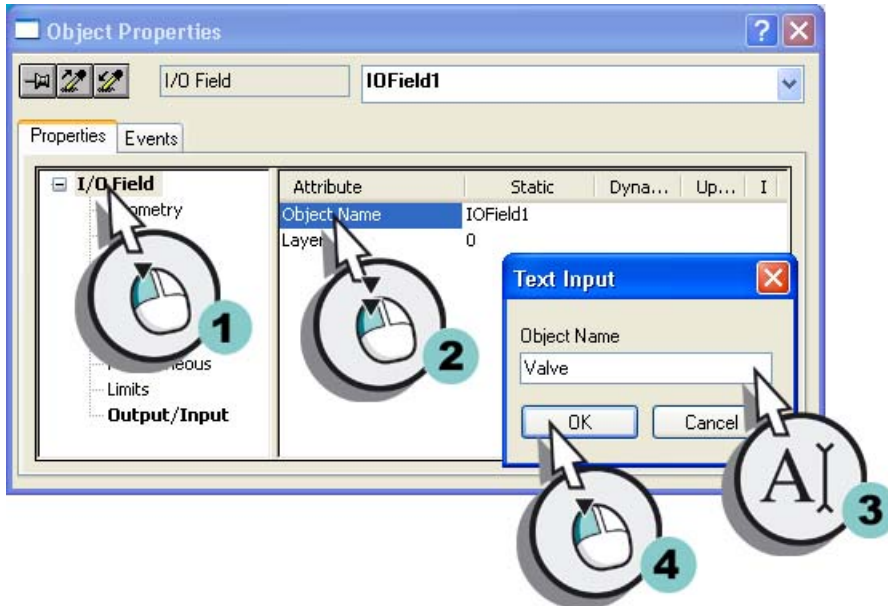 Object Properties
I/O Field
IOField1
Properties
Events
I/O Field
Attribute Static Dyna... Up... I
Object Name IOField1
Layer 0
Limits
Output/Input
Text Input
Object Name
Valve
OK
Cancel
1
2
3
4